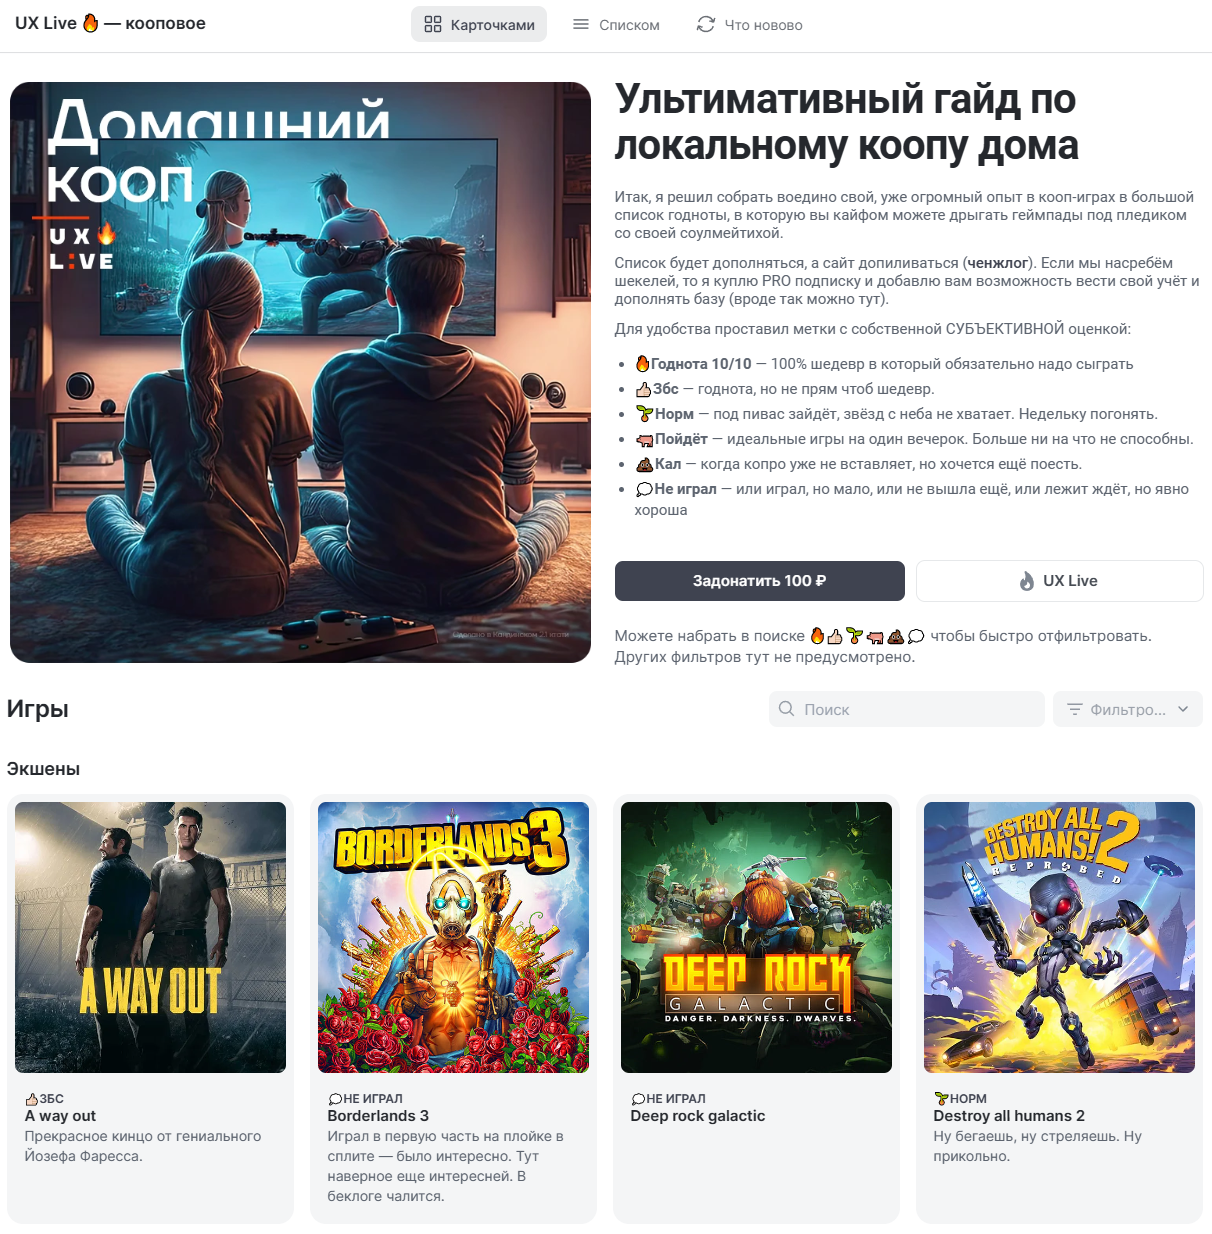 UX Live 🔥 — кооповое
Карточками
Списком
Что новово
Домашний
кооп
UX🔥
L:VE
Сделано в Кандинском 2.1 кстати
Ультимативный гайд по
локальному коопу дома
Итак, я решил собрать воедино свой, уже огромный опыт в кооп-играх в большой
список годноты, в которую вы кайфом можете дрыгать геймпады под пледиком
со своей соулмейтихой.
Список будет дополняться, а сайт допиливаться (ченжлог). Если мы насребём
шекелей, то я куплю PRO подписку и добавлю вам возможность вести свой учёт и
дополнять базу (вроде так можно тут).
Для удобства проставил метки с собственной СУБЪЕКТИВНОЙ оценкой:
• 🔥Годнота 10/10 — 100% шедевр в который обязательно надо сыграть
• 👍🏻Збс — годнота, но не прям чтоб шедевр.
• 🌱Норм — под пивас зайдёт, звёзд с неба не хватает. Недельку погонять.
• 🐖Пойдёт — идеальные игры на один вечерок. Больше ни на что не способны.
• 💩Кал — когда копро уже не вставляет, но хочется ещё поесть.
• 💭Не играл — или играл, но мало, или не вышла ещё, или лежит ждёт, но явно
хороша
Задонатить 100 ₽
UX Live
Можете набрать в поиске 🔥👍🏻🌱🐖💩💭 чтобы быстро отфильтровать.
Других фильтров тут не предусмотрено.
Игры
Поиск
Фильтро...
Экшены
A WAY OUT
👍🏻ЗБС
A way out
Прекрасное кинцо от гениального
Йозефа Фаресса.
BORDERLANDS 3
💭НЕ ИГРАЛ
Borderlands 3
Играл в первую часть на плойке в
сплите — было интересно. Тут
наверное еще интересней. В
беклоге чалится.
DEEP ROCK
GALACTIC
DANGER. DARKNESS. DWARVES.
💭НЕ ИГРАЛ
Deep rock galactic
DESTROY ALL
HUMANS! 2
REPROBED
🌱НОРМ
Destroy all humans 2
Ну бегаешь, ну стреляешь. Ну
прикольно.